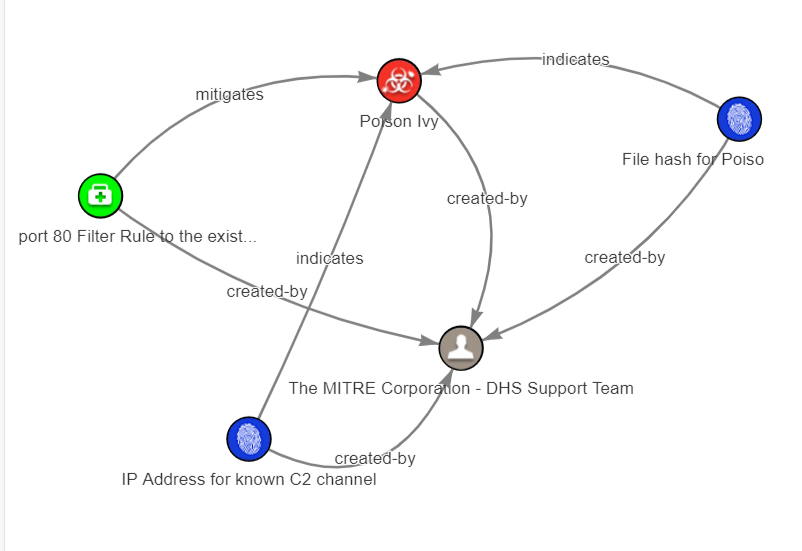 indicates
mitigates
Poison Ivy
File hash for Poiso
created-by
port 80 Filter Rule to the exist...
indicates
created-by
created-by
The MITRE Corporation - DHS Support Team
created-by
IP Address for known C2 channel